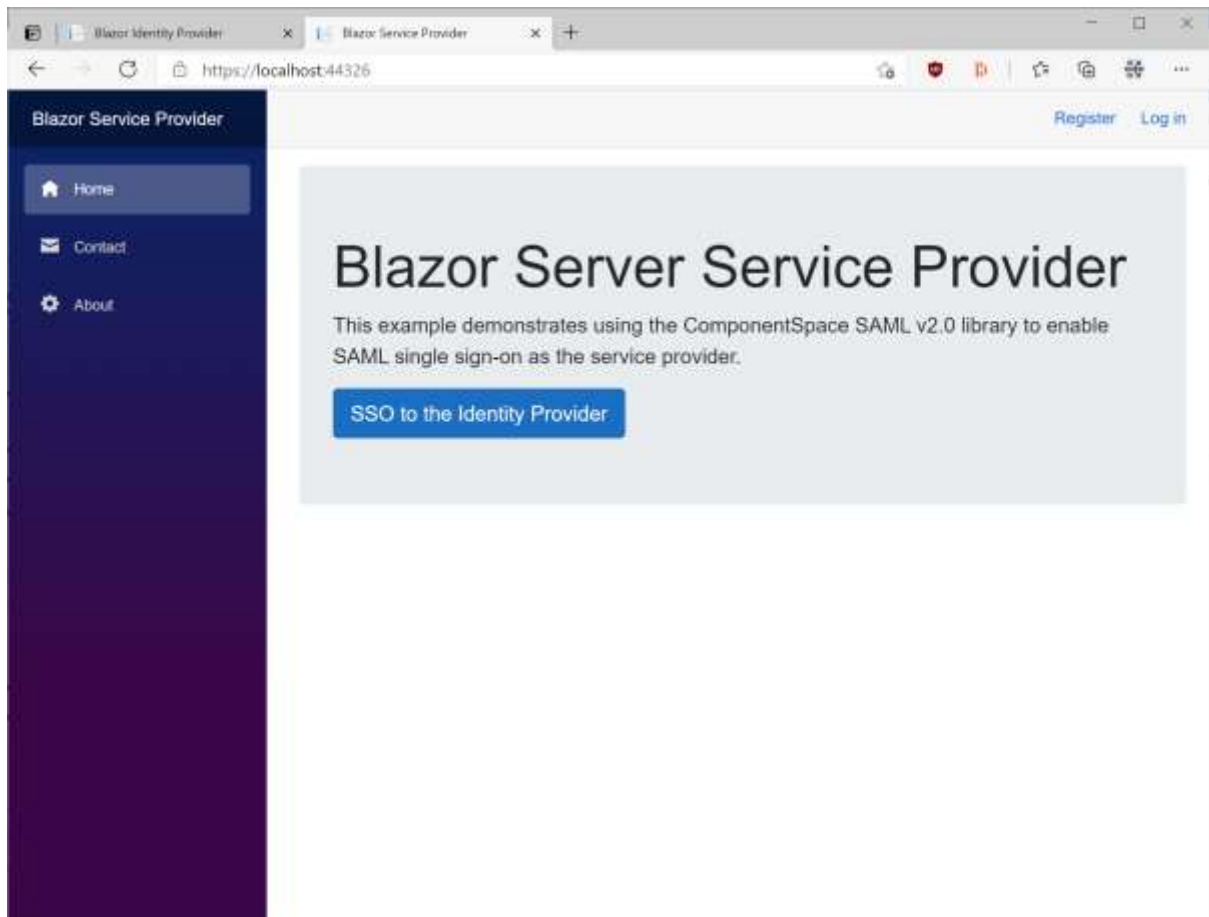 Blazor Identity Provider
Blazor Service Provider
https://localhost:44326
Blazor Service Provider
Register Log in
Home
Contact
About
Blazor Server Service Provider
This example demonstrates using the ComponentSpace SAML v2.0 library to enable
SAML single sign-on as the service provider.
SSO to the Identity Provider